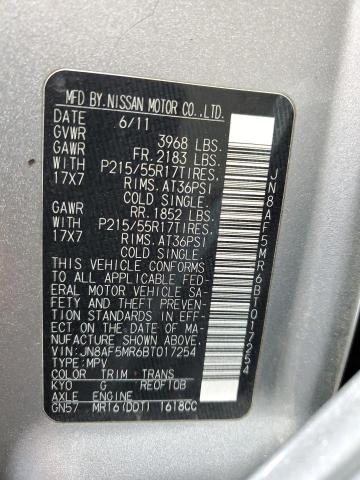 MFD BY. NISSAN MOTOR CO., LTD.
DATE 6/11
GVWR 3968 LBS.
GAWR FR. 2183 LBS.
WITH P215/55R17TIRES.
17X7 RIMS. AT36PSI
COLD SINGLE.
GAWR RR. 1852 LBS.
WITH P215/55R17TIRES.
17X7 RIMS. AT36PSI
COLD SINGLE.
THIS VEHICLE CONFORMS
TO ALL APPLICABLE FED-
ERAL MOTOR VEHICLE SA-
FETY. AND THEFT PREVEN-
TION STANDARDS IN EFF-
ECT ON THE DATE OF MA-
NUFACTURE SHOWN ABOVE.
VIN: JN8AF5MR6BT017254
TYPE: MPV
COLOR TRIM TRANS
KYO G RE0F10B
AXLE ENGINE
GN57 MR16(DDT) 1618CC
JN8AF5MR6BT017254